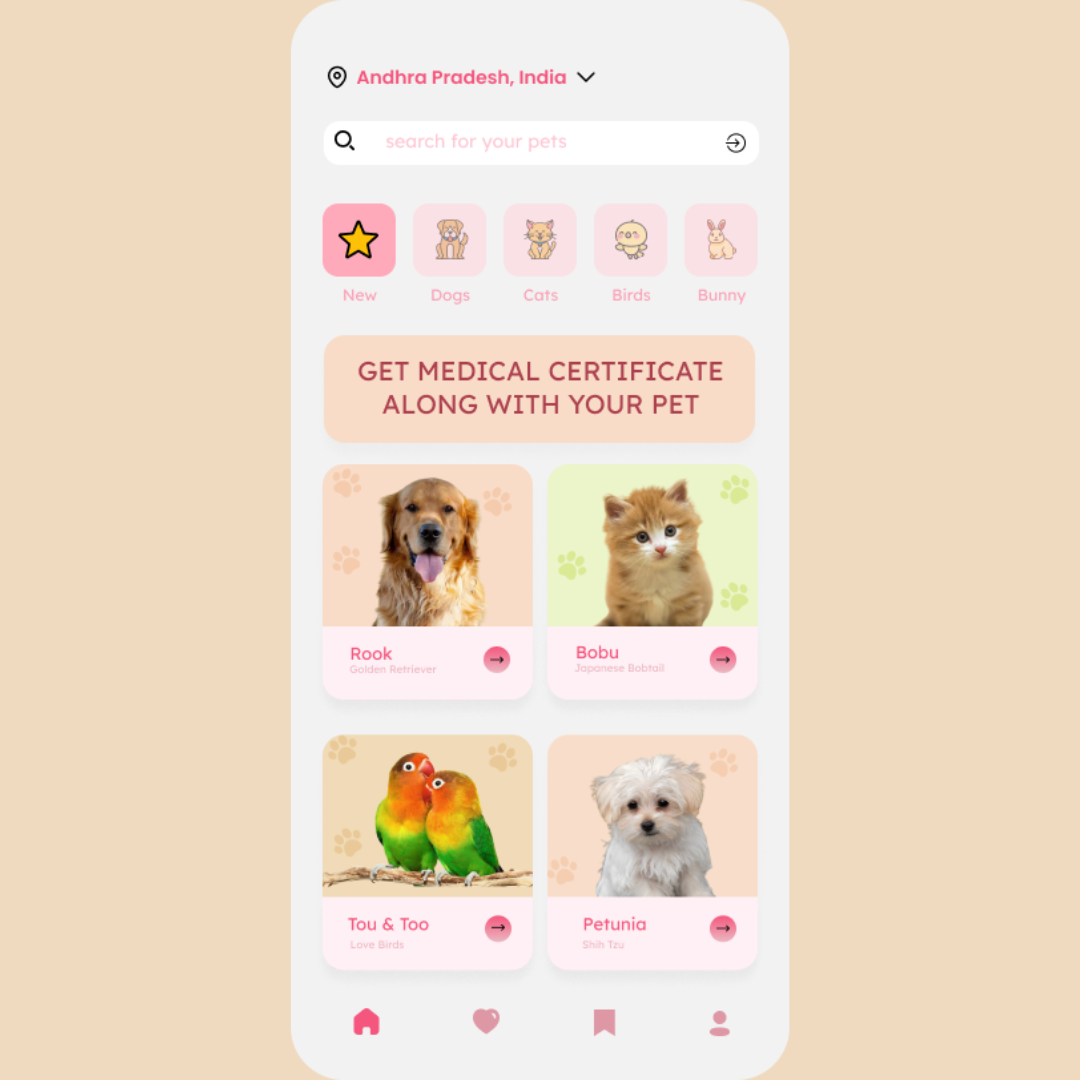 Andhra Pradesh, India
search for your pets
New
Dogs
Cats
Birds
Bunny
GET MEDICAL CERTIFICATE
ALONG WITH YOUR PET
Rook
Golden Retriever
Bobu
Japanese Bobtail
Tou & Too
Love Birds
Petunia
Shih Tzu